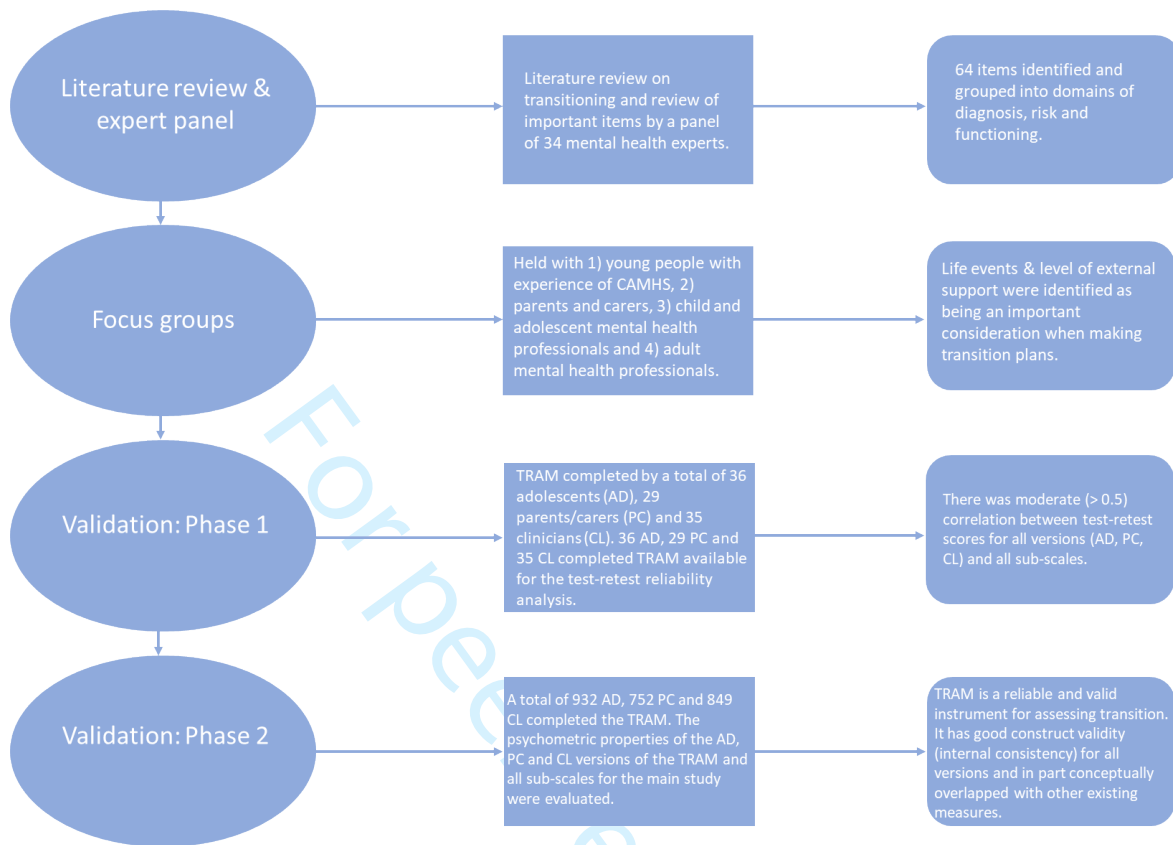 Literature review &
expert panel
Literature review on
transitioning and review of
important items by a panel
of 34 mental health experts.
64 items identified and
grouped into domains of
diagnosis, risk and
functioning.
Focus groups
Held with 1) young people with
experience of CAMHS, 2)
parents and carers, 3) child and
adolescent mental health
professionals and 4) adult
mental health professionals.
Life events & level of external
support were identified as
being an important
consideration when making
transition plans.
Validation: Phase 1
TRAM completed by a total of 36
adolescents (AD), 29
parents/carers (PC) and 35
clinicians (CL). 36 AD, 29 PC and
35 CL completed TRAM available
for the test-retest reliability
analysis.
There was moderate (> 0.5)
correlation between test-retest
scores for all versions (AD, PC,
CL) and all sub-scales.
Validation: Phase 2
A total of 932 AD, 752 PC and 849
CL completed the TRAM. The
psychometric properties of the AD,
PC and CL versions of the TRAM and
all sub-scales for the main study
were evaluated.
TRAM is a reliable and valid
instrument for assessing transition.
It has good construct validity
(internal consistency) for all
versions and in part conceptually
overlapped with other existing
measures.
For pee